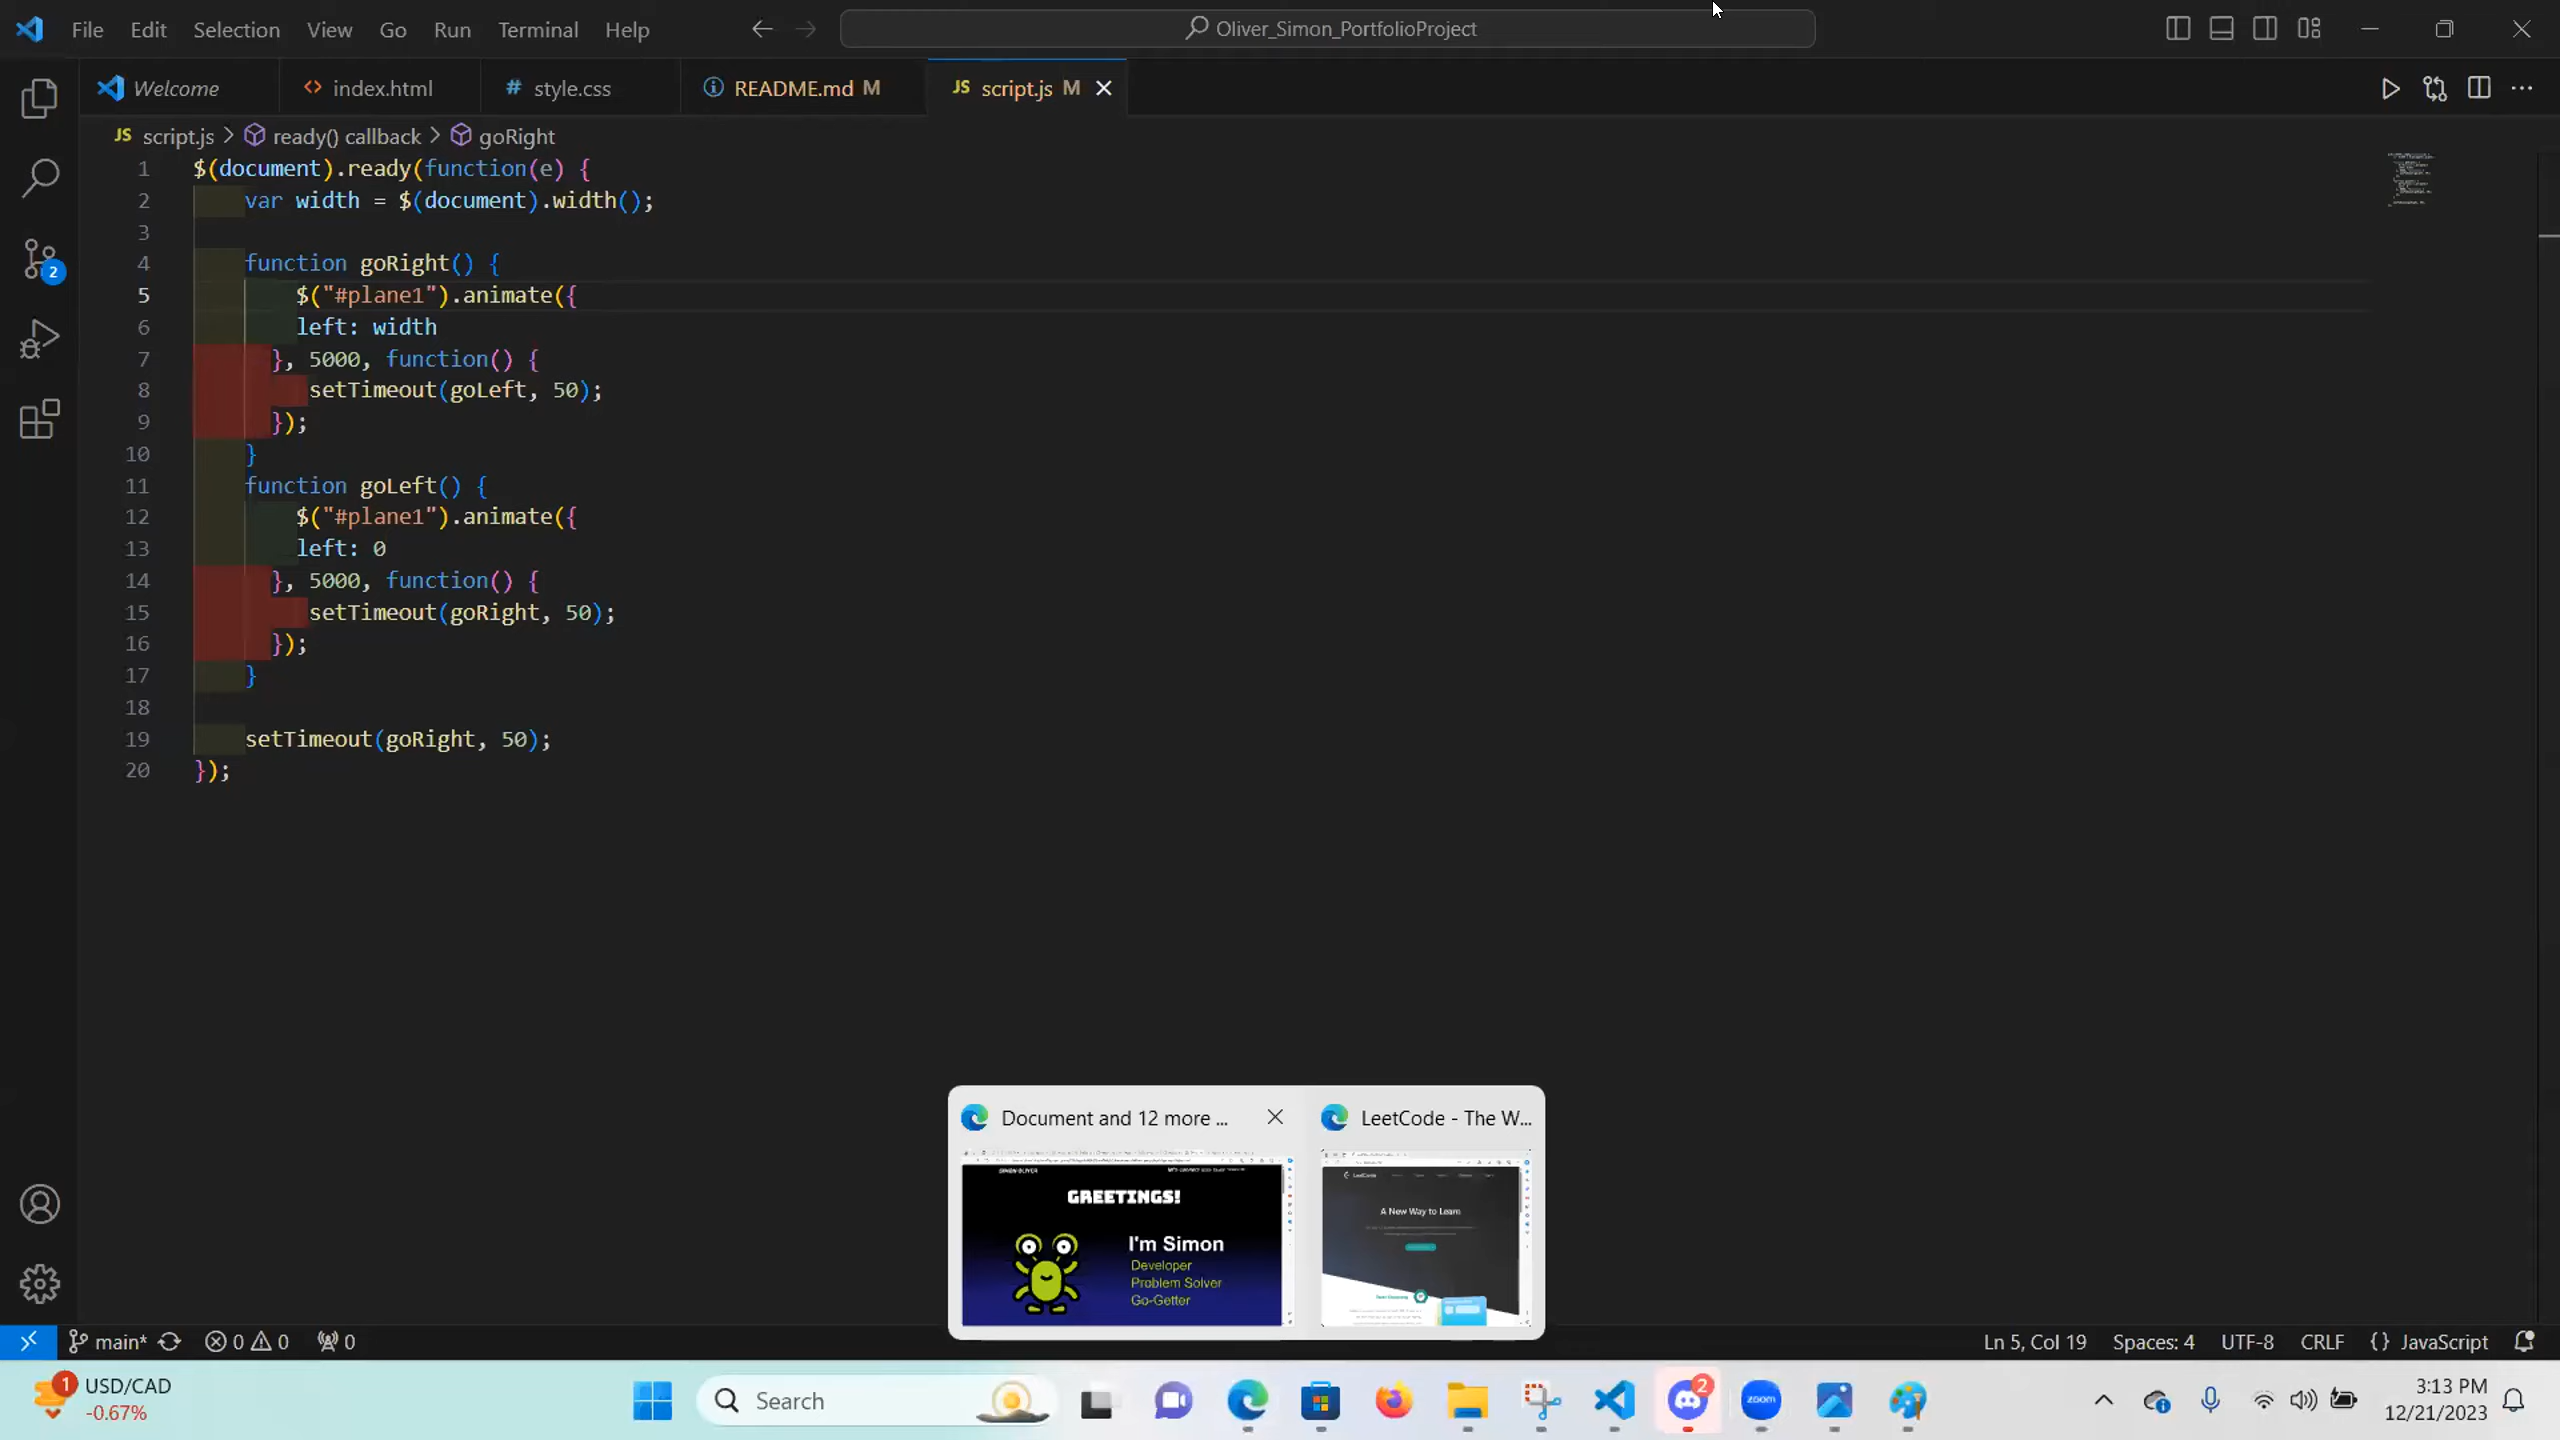 File Edit Selection View Go Run Terminal Help
Oliver_Simon_PortfolioProject
Welcome
index.html
style.css
README.md M
JS script.js M
JS script.js > ready() callback > goRight
1 $(document).ready(function(e) {
2 var width = $(document).width();
3
4 function goRight() {
5 $("#plane1").animate({
6 left: width
7 }, 5000, function() {
8 setTimeout(goLeft, 50);
9 });
10 }
11 function goLeft() {
12 $("#plane1").animate({
13 left: 0
14 }, 5000, function() {
15 setTimeout(goRight, 50);
16 });
17 }
18
19 setTimeout(goRight, 50);
20 });
2
Document and 12 more ...
LeetCode - The W...
SIMON OLIVER
GREETINGS!
I'm Simon
Developer
Problem Solver
Go-Getter
LeetCode
A New Way to Learn
main* 0 0 0
Ln 5, Col 19 Spaces: 4 UTF-8 CRLF {} JavaScript
1
USD/CAD
-0.67%
Search
2
zoom
3:13 PM
12/21/2023